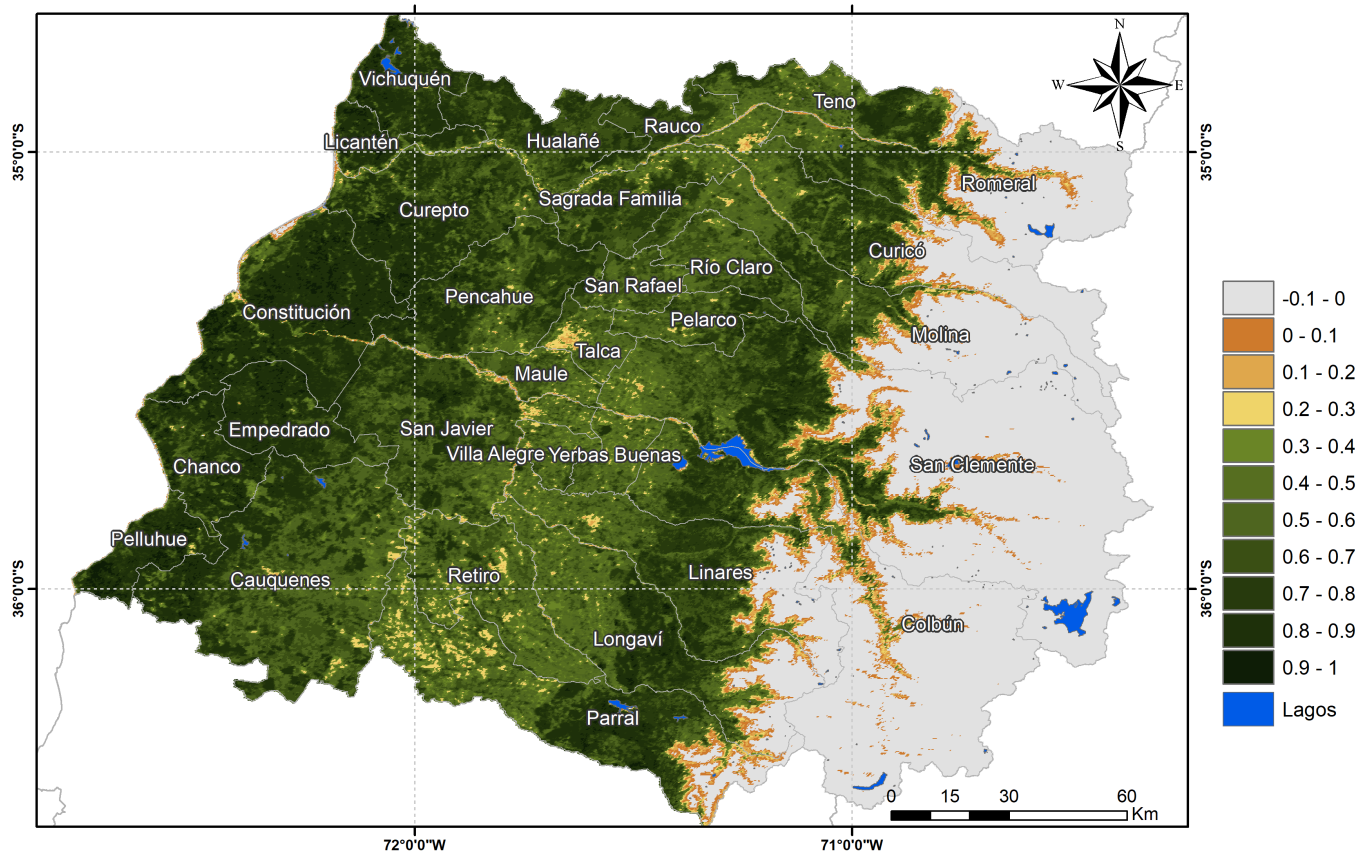 N
W
E
S
72°0'0"W
71°0'0"W
35°0'0"S
35°0'0"S
36°0'0"S
36°0'0"S
Vichuquén
Teno
Rauco
Licantén
Hualañé
Romeral
Sagrada Familia
Curepto
Curicó
Río Claro
San Rafael
Pencahue
Constitución
Pelarco
Molina
Talca
Maule
Empedrado
San Javier
Villa Alegre
Yerbas Buenas
Chanco
San Clemente
Pelluhue
Cauquenes
Retiro
Linares
Colbún
Longaví
Parral
0
15
30
60
Km
-0.1 - 0
0 - 0.1
0.1 - 0.2
0.2 - 0.3
0.3 - 0.4
0.4 - 0.5
0.5 - 0.6
0.6 - 0.7
0.7 - 0.8
0.8 - 0.9
0.9 - 1
Lagos